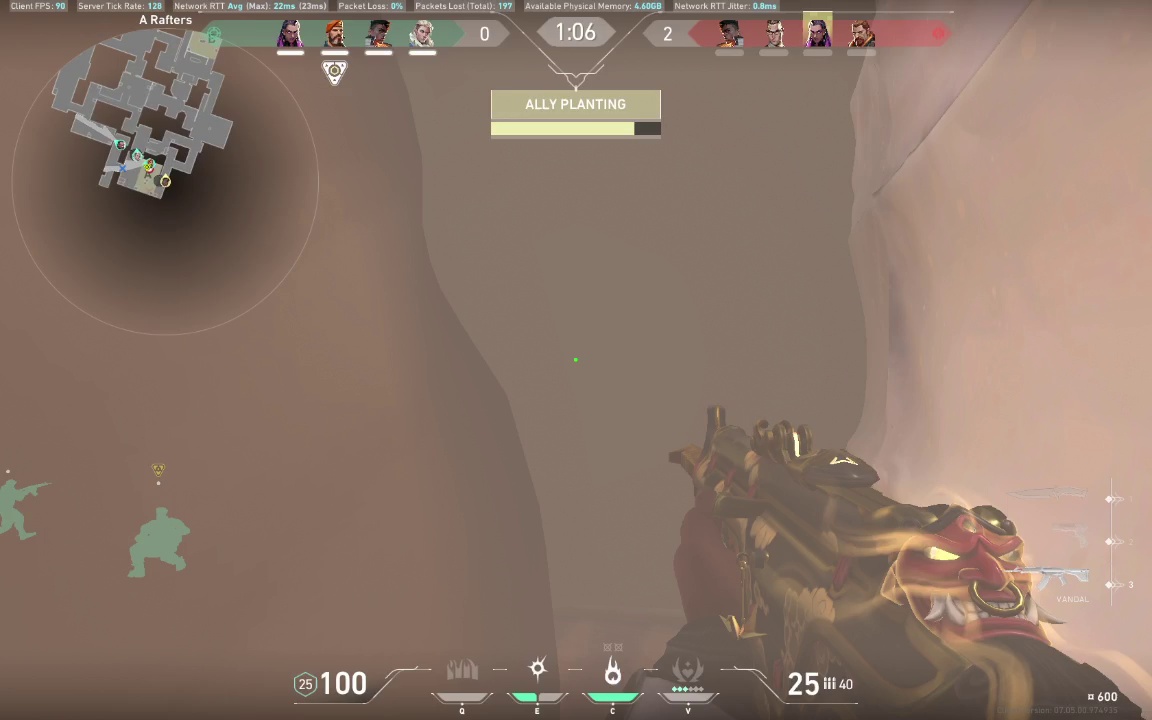 Client FPS: 90 Server Tick Rate: 128 Network RTT Avg (Max): 22ms (23ms) Packet Loss: 0% Packets Lost (Total): 197 Available Physical Memory: 4.60GB Network RTT Jitter: 0.8ms
A Rafters
0 1:06 2
ALLY PLANTING
2
3
VANDAL
25 100
25 40
¤ 600
Q E C V